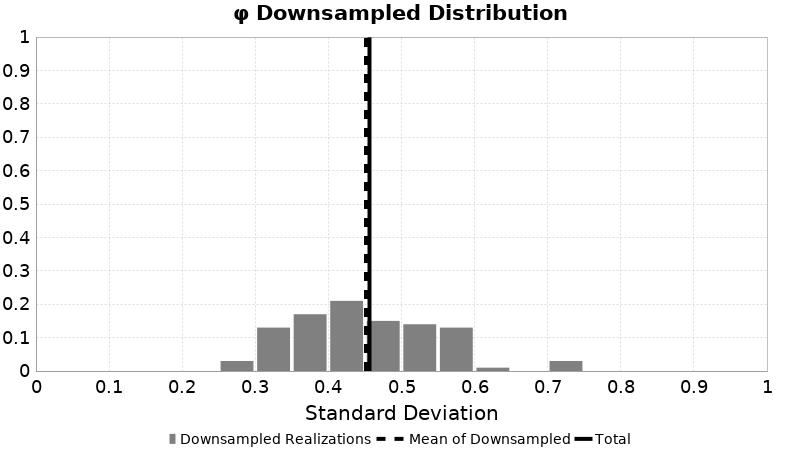 φ Downsampled Distribution
1
0.9
0.8
0.7
0.6
0.5
0.4
0.3
0.2
0.1
0
0 0.1 0.2 0.3 0.4 0.5 0.6 0.7 0.8 0.9 1
Standard Deviation
Downsampled Realizations Mean of Downsampled Total